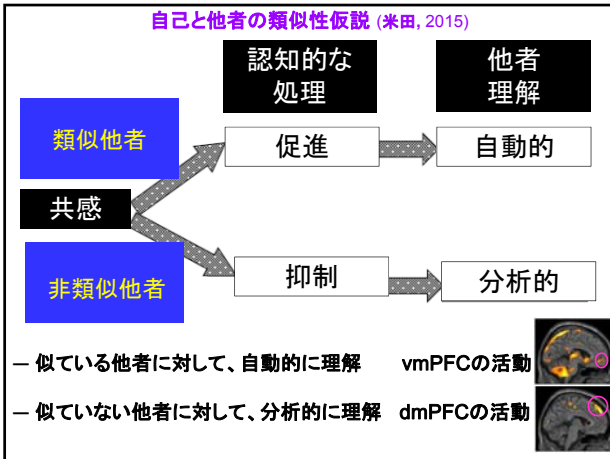 自己と他者の類似性仮説 (米田, 2015)
認知的な
処理
他者
理解
類似他者
促進
自動的
共感
非類似他者
抑制
分析的
― 似ている他者に対して、自動的に理解 vmPFCの活動
― 似ていない他者に対して、分析的に理解 dmPFCの活動